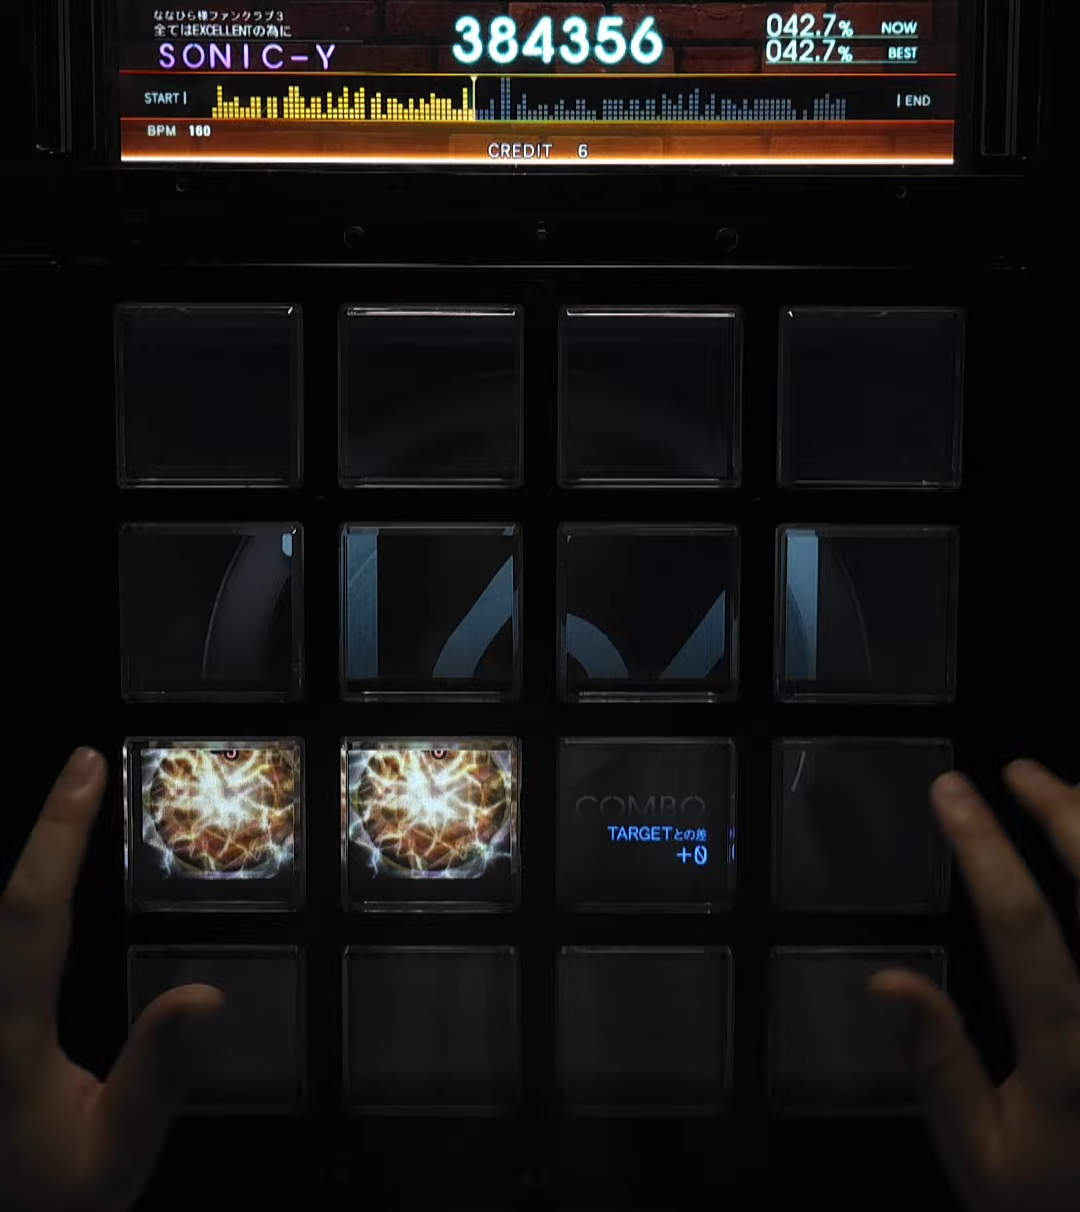 ななひら様ファンクラブ3
全てはEXCELLENTの為に
SONIC-Y
384356
042.7% NOW
042.7% BEST
START |
| END
BPM 160
CREDIT 6
COMBO
TARGETとの差
+0